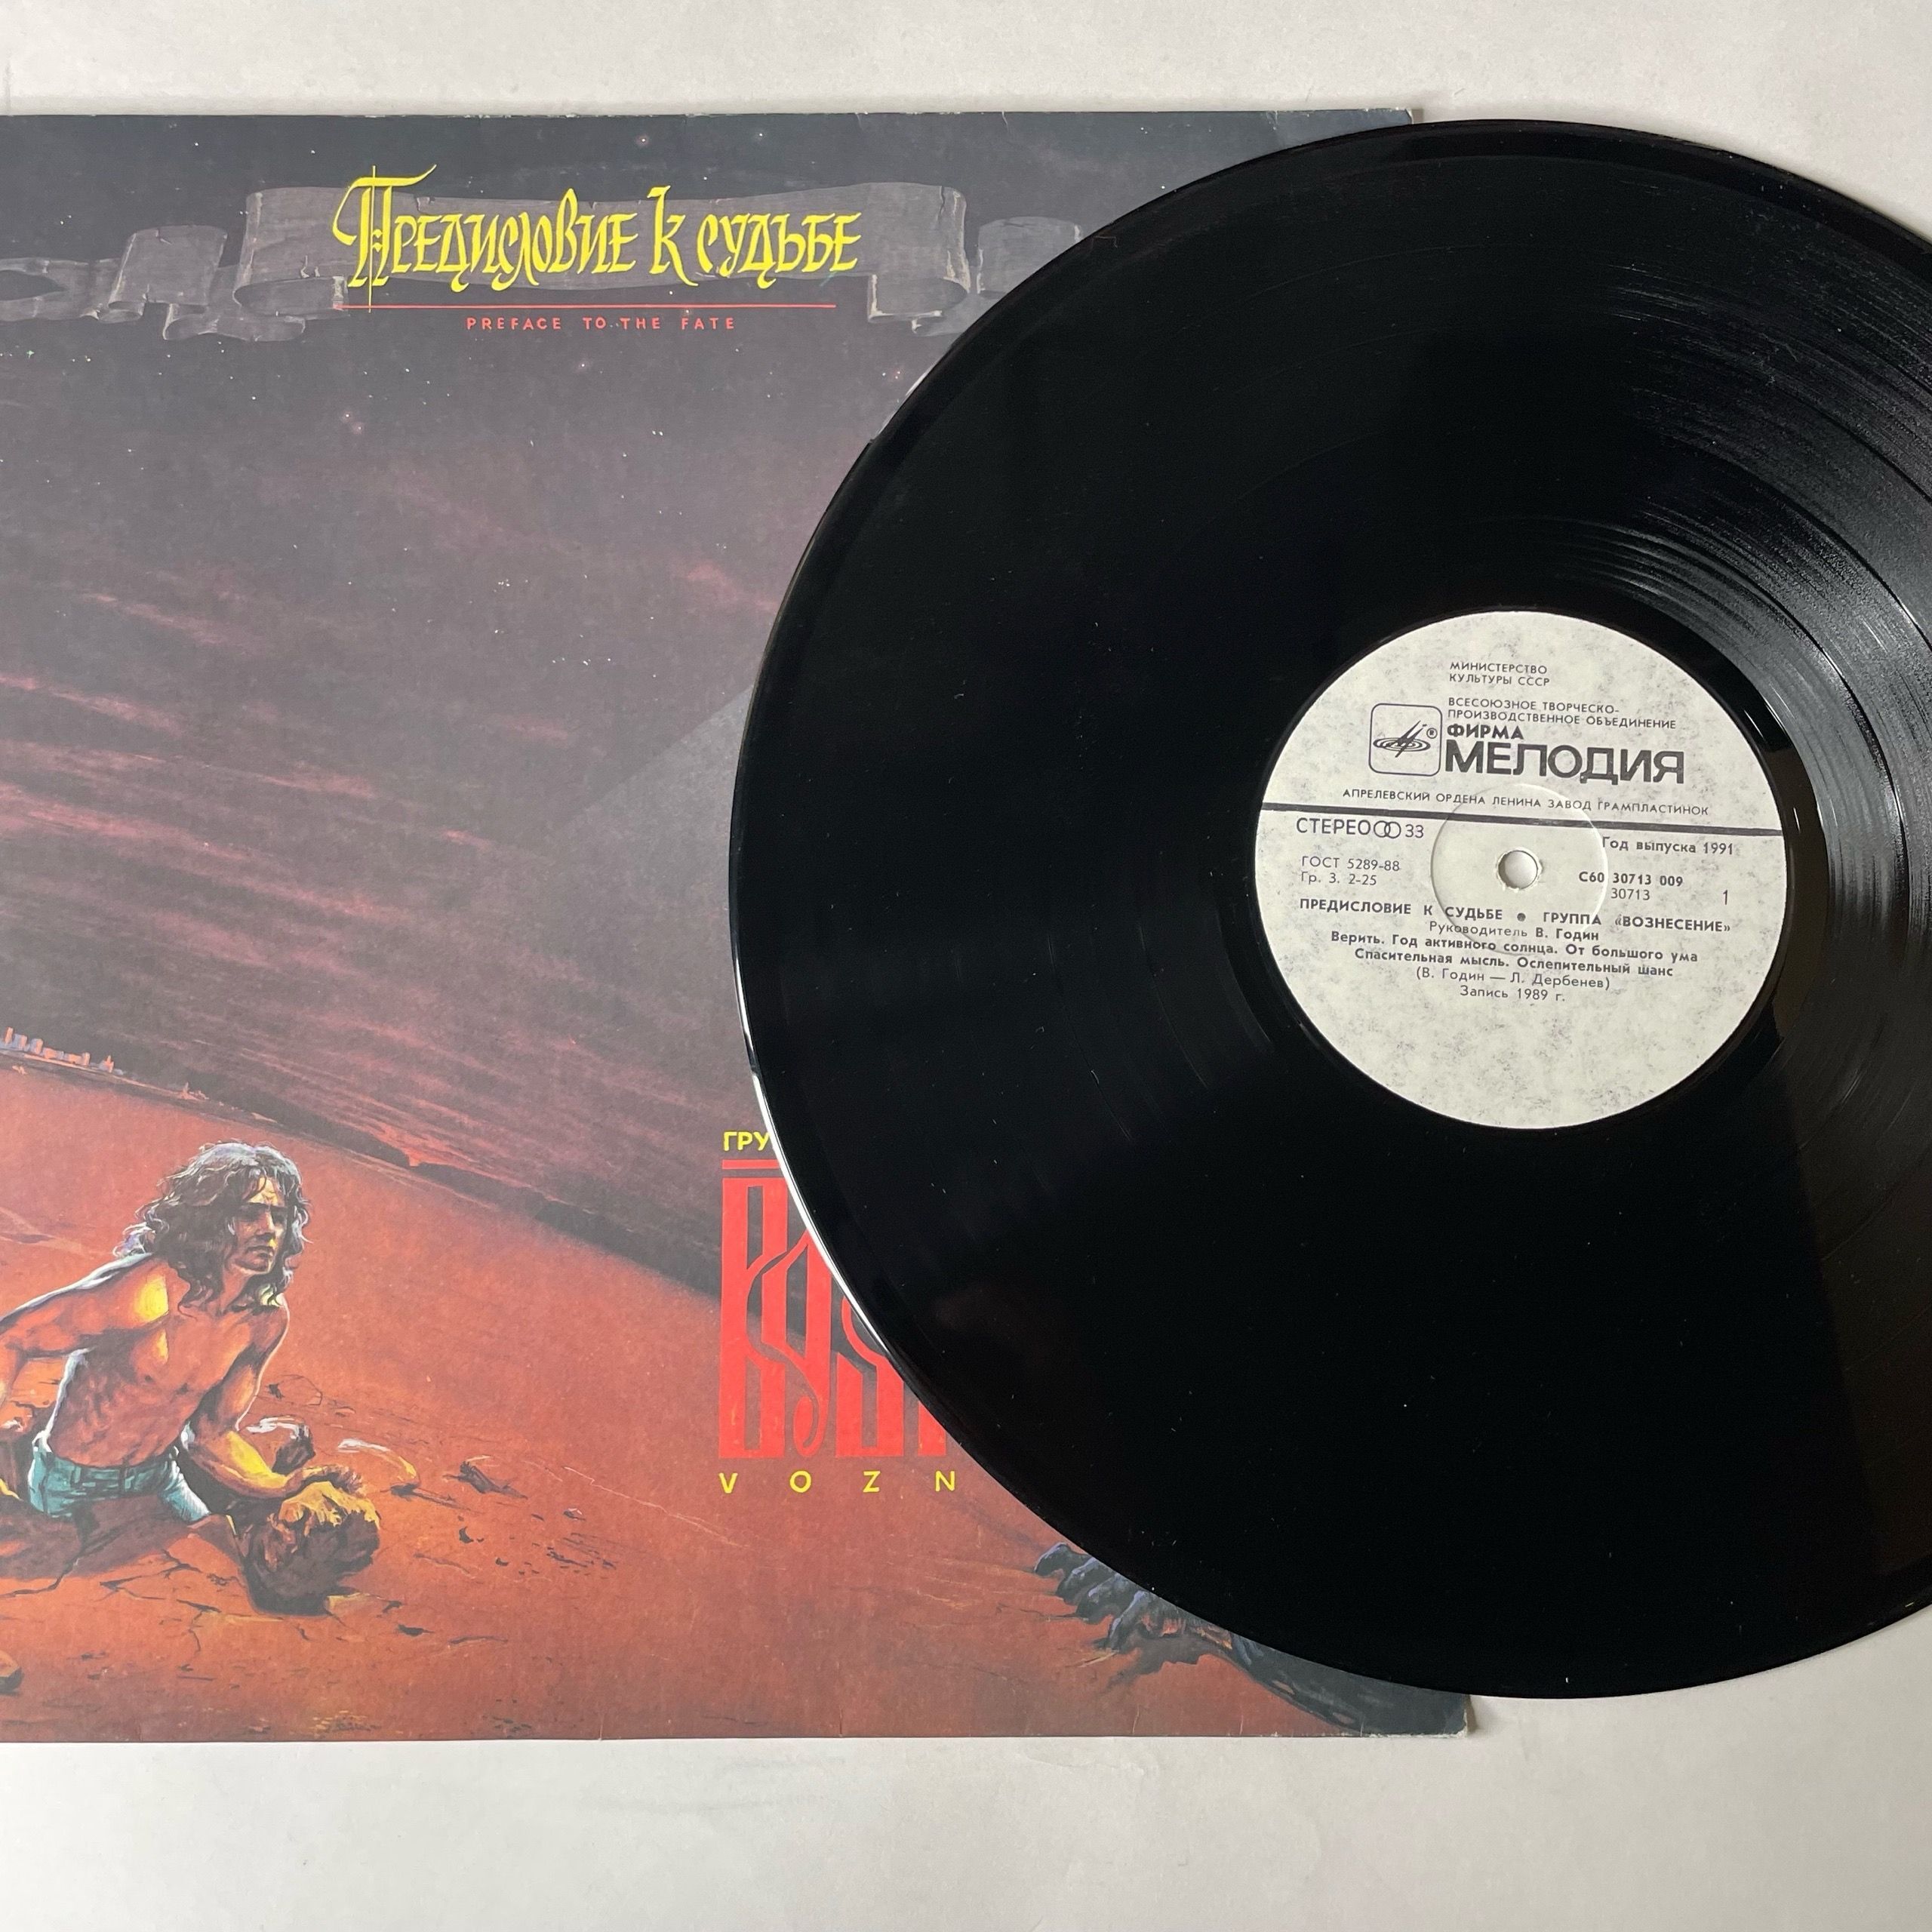 Предисловие к судьбе
PREFACE TO THE FATE
ГРУ
VOZN
МИНИСТЕРСТВО
КУЛЬТУРЫ СССР
ВСЕСОЮЗНОЕ ТВОРЧЕСКО-
ПРОИЗВОДСТВЕННОЕ ОБЪЕДИНЕНИЕ
ФИРМА
® МЕЛОДИЯ
АПРЕЛЕВСКИЙ ОРДЕНА ЛЕНИНА ЗАВОД ГРАМПЛАСТИНОК
СТЕРЕО 33
Год выпуска 1991
ГОСТ 5289-88
Гр. 3. 2-25
С60 30713 009
30713 1
ПРЕДИСЛОВИЕ К СУДЬБЕ ● ГРУППА «ВОЗНЕСЕНИЕ»
Руководитель В. Годин
Верить. Год активного солнца. От большого ума
Спасительная мысль. Ослепительный шанс
(В. Годин — Л. Дербенев)
Запись 1989 г.